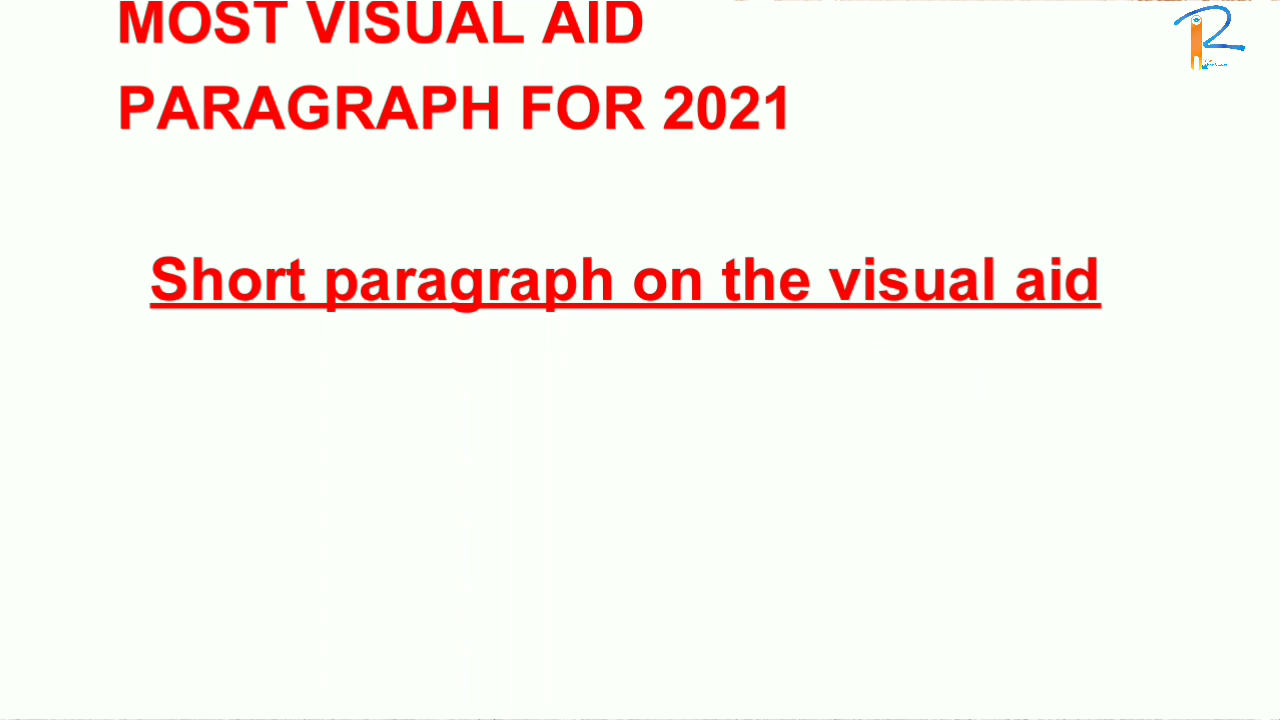 MOST VISUAL AID
PARAGRAPH FOR 2021
Short paragraph on the visual aid